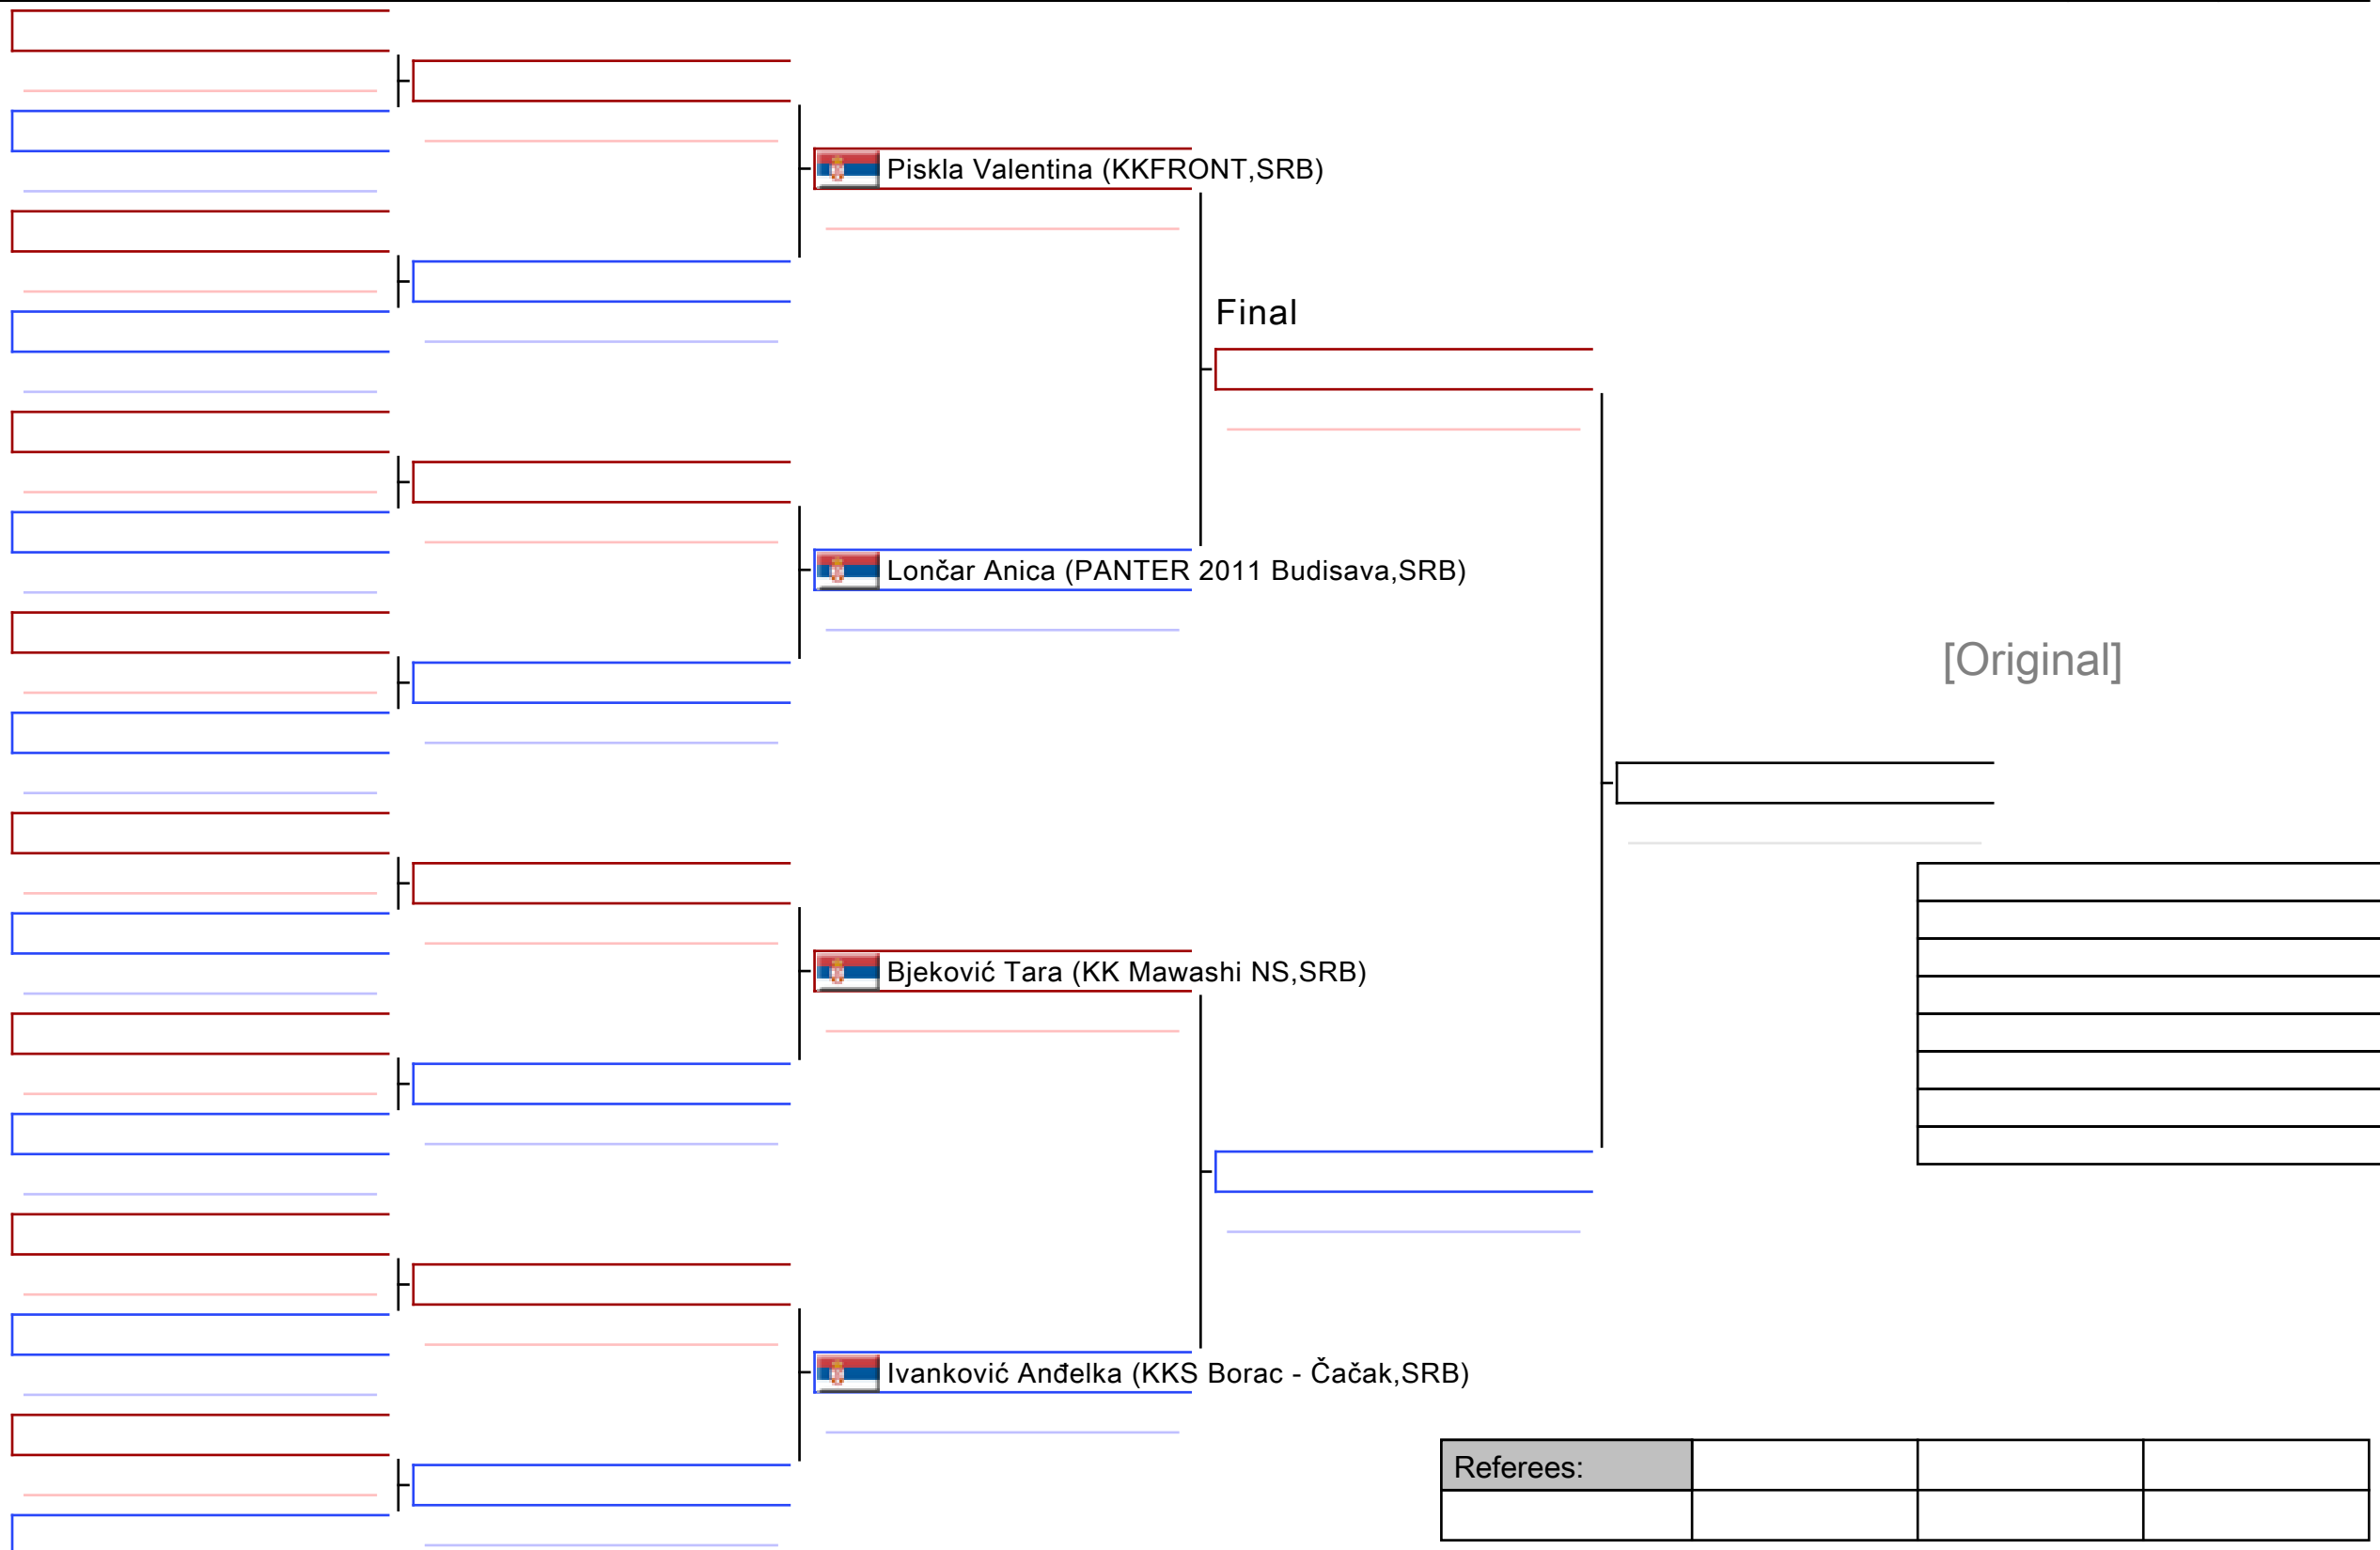 Piskla Valentina (KKFRONT,SRB)
Final
Lončar Anica (PANTER 2011 Budisava,SRB)
[Original]
Bjeković Tara (KK Mawashi NS,SRB)
Ivanković Anđelka (KKS Borac - Čačak,SRB)
Referees: